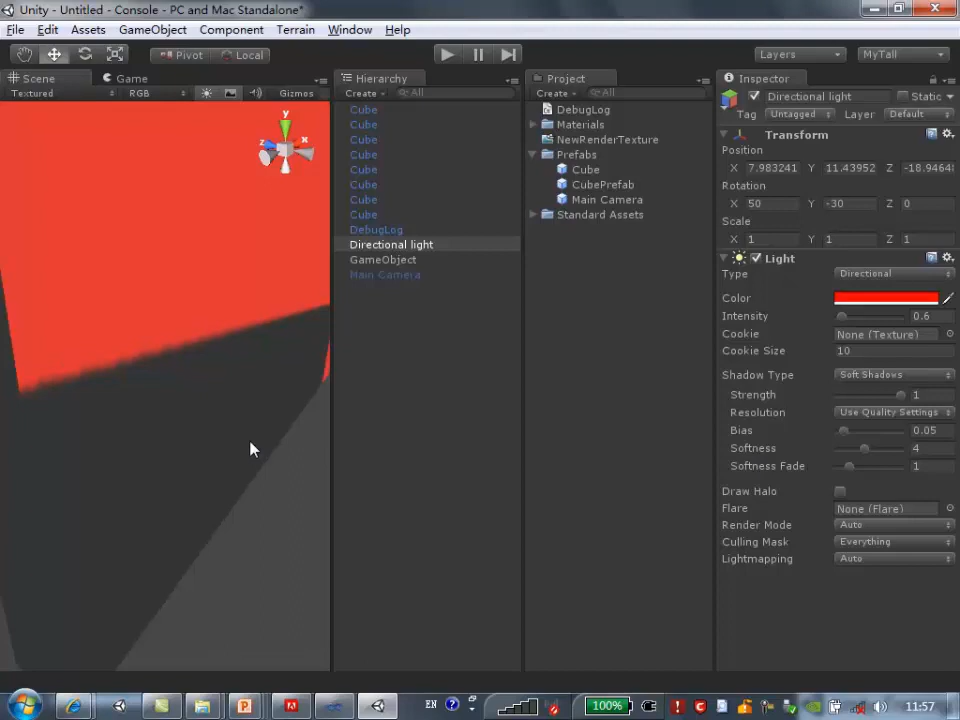 Unity - Untitled - Console - PC and Mac Standalone*
File Edit Assets GameObject Component Terrain Window Help
Pivot Local Layers MyTall
Scene Game
Textured RGB Gizmos
y
x
z
Hierarchy
Create All
Cube
Cube
Cube
Cube
Cube
Cube
Cube
Cube
DebugLog
Directional light
GameObject
Main Camera
Project
Create All
DebugLog
Materials
NewRenderTexture
Prefabs
Cube
CubePrefab
Main Camera
Standard Assets
Inspector
Directional light Static
Tag Untagged Layer Default
Transform
Position
X 7.983241 Y 11.43952 Z -18.9464
Rotation
X 50 Y -30 Z 0
Scale
X 1 Y 1 Z 1
Light
Type Directional
Color
Intensity 0.6
Cookie None (Texture)
Cookie Size 10
Shadow Type Soft Shadows
Strength 1
Resolution Use Quality Settings
Bias 0.05
Softness 4
Softness Fade 1
Draw Halo
Flare None (Flare)
Render Mode Auto
Culling Mask Everything
Lightmapping Auto
EN 100% 11:57